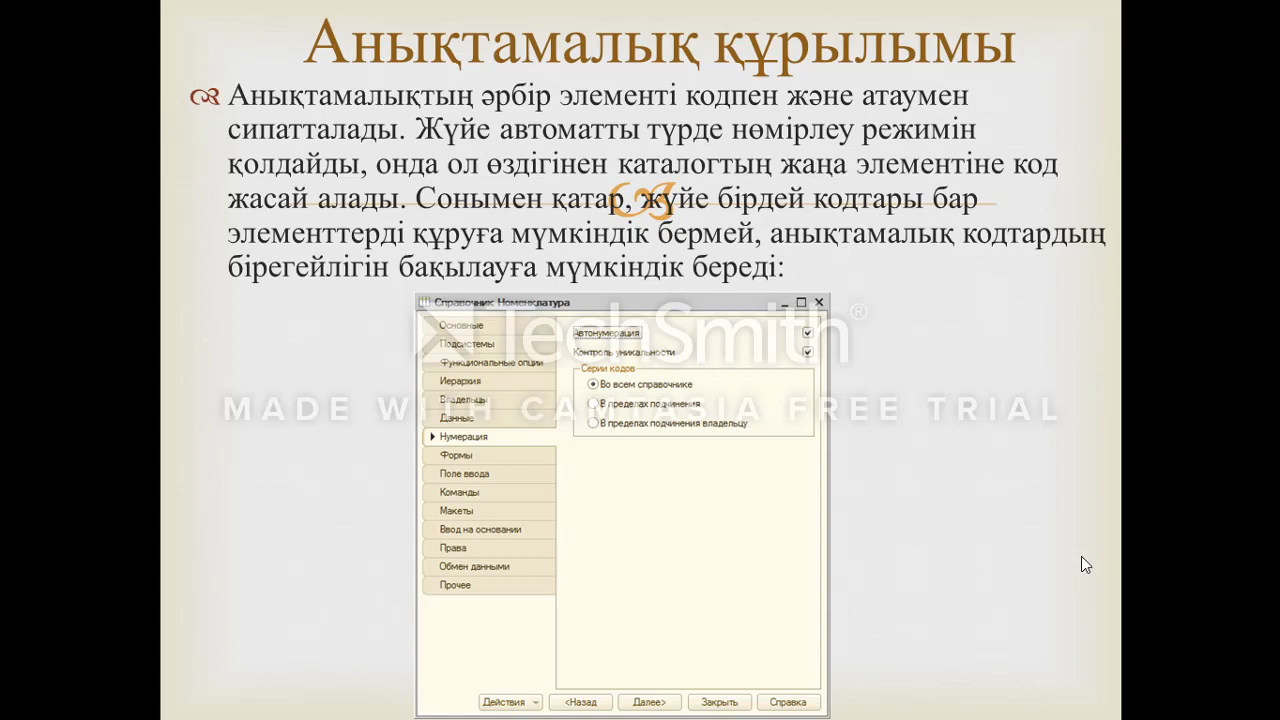 Анықтамалық құрылымы
Анықтамалықтың әрбір элементі кодпен және атаумен
сипатталады. Жүйе автоматты түрде нөмірлеу режимін
қолдайды, онда ол өздігінен каталогтың жаңа элементіне код
жасай алады. Сонымен қатар, жүйе бірдей кодтары бар
элементтерді құруға мүмкіндік бермей, анықтамалық кодтардың
бірегейлігін бақылауға мүмкіндік береді:
Справочник Номенклатура
Основные
Подсистемы
Функциональные опции
Иерархия
Владельцы
Данные
Нумерация
Формы
Поле ввода
Команды
Макеты
Ввод на основании
Права
Обмен данными
Прочее
Автонумерация
Контроль уникальности
Серии кодов
Во всем справочнике
В пределах подчинения
В пределах подчинения владельцу
Действия
<Назад
Далее>
Закрыть
Справка
TechSmith®
MADE WITH CAMTASIA FREE TRIAL